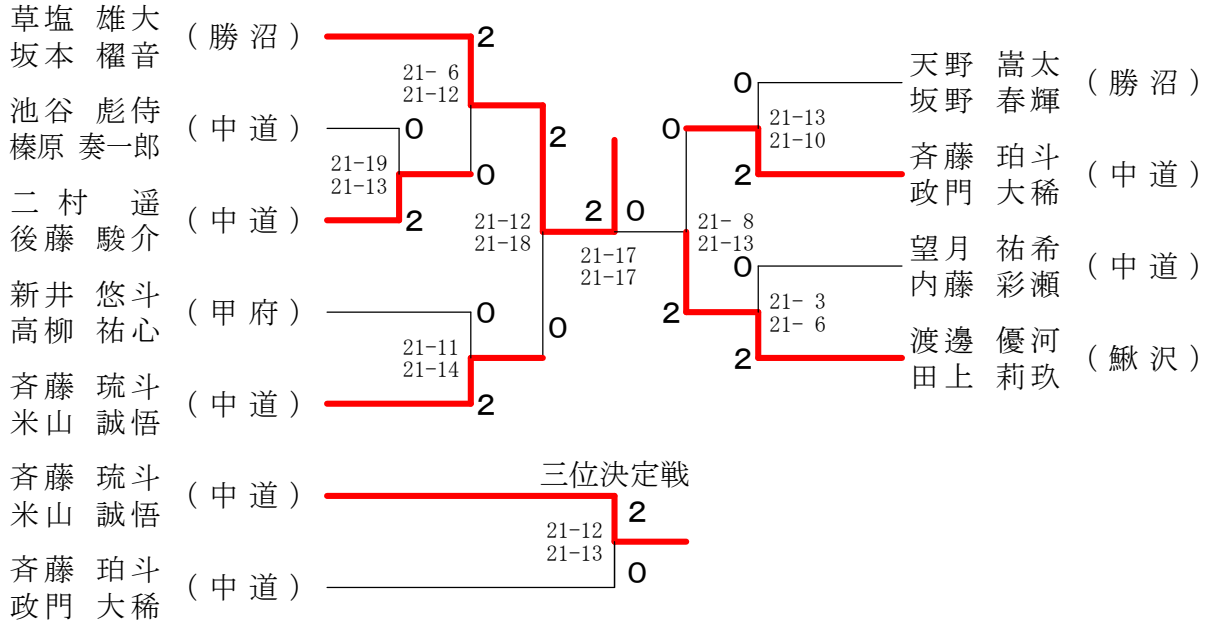 草塩 雄大
坂本 櫂音
(勝沼)
2
21- 6
21-12
池谷 彪侍
榛原 奏一郎
(中道)
0
21-19
21-13
0
二村 遥
後藤 駿介
(中道)
2
2
21-12
21-18
新井 悠斗
高柳 祐心
(甲府)
0
0
21-11
21-14
斉藤 琉斗
米山 誠悟
(中道)
2
2 0
21-17
21-17
天野 嵩太
坂野 春輝
(勝沼)
0
21-13
21-10
0
斉藤 珀斗
政門 大稀
(中道)
2
21- 8
21-13
望月 祐希
内藤 彩瀬
(中道)
0
21- 3
21- 6
2
渡邊 優河
田上 莉玖
(鰍沢)
2
三位決定戦
斉藤 琉斗
米山 誠悟
(中道)
2
21-12
21-13
0
斉藤 珀斗
政門 大稀
(中道)